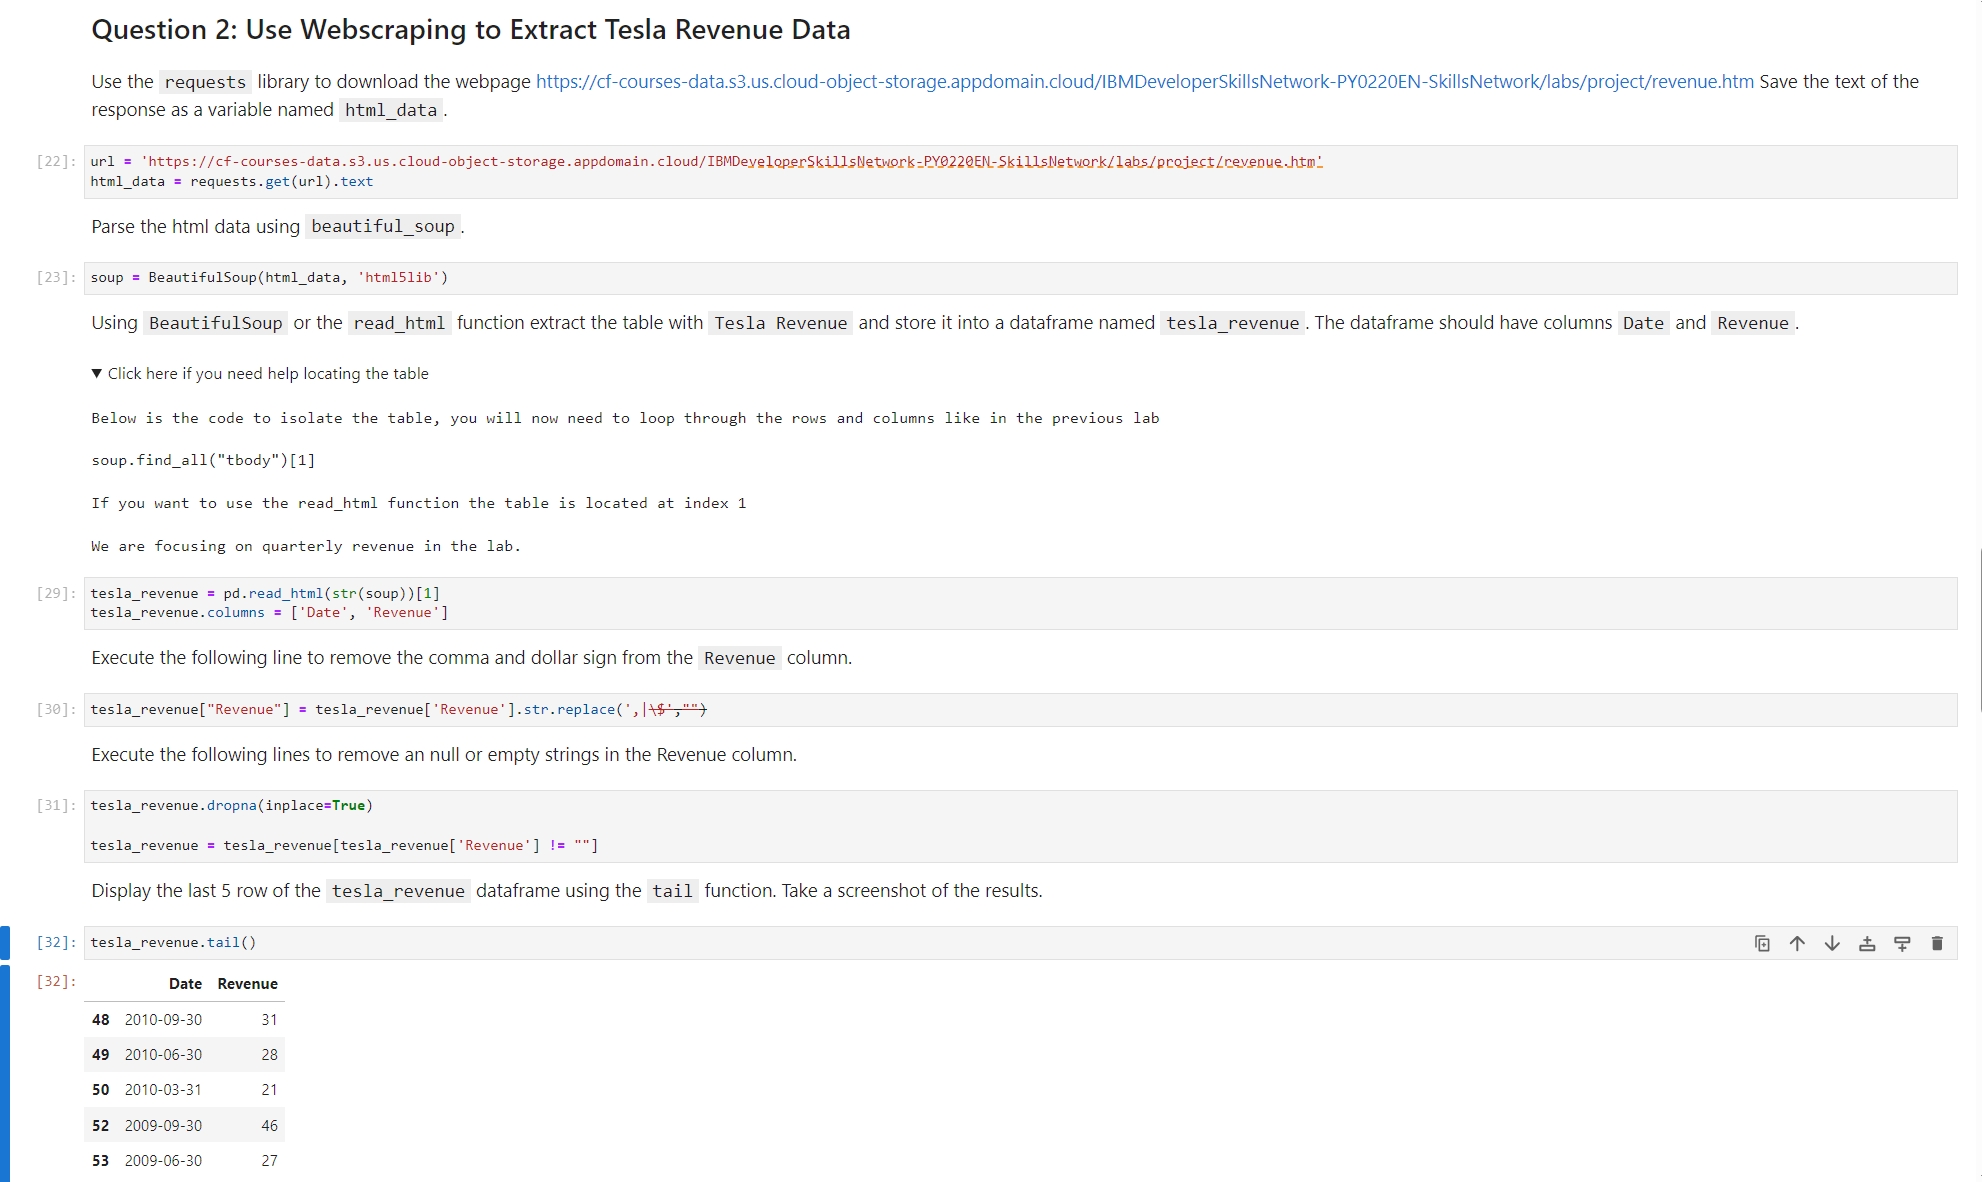 Question 2: Use Webscraping to Extract Tesla Revenue Data
Use the requests library to download the webpage https://cf-courses-data.s3.us.cloud-object-storage.appdomain.cloud/IBMDeveloperSkillsNetwork-PY0220EN-SkillsNetwork/labs/project/revenue.htm Save the text of the
response as a variable named html_data.
[22]: url = 'https://cf-courses-data.s3.us.cloud-object-storage.appdomain.cloud/IBMDeveloperSkillsNetwork-PY0220EN-SkillsNetwork/labs/project/revenue.htm'
html_data = requests.get(url).text
Parse the html data using beautiful_soup.
[23]: soup = BeautifulSoup(html_data, 'html5lib')
Using BeautifulSoup or the read_html function extract the table with Tesla Revenue and store it into a dataframe named tesla_revenue. The dataframe should have columns Date and Revenue.
▼ Click here if you need help locating the table
Below is the code to isolate the table, you will now need to loop through the rows and columns like in the previous lab
soup.find_all("tbody")[1]
If you want to use the read_html function the table is located at index 1
We are focusing on quarterly revenue in the lab.
[29]: tesla_revenue = pd.read_html(str(soup))[1]
tesla_revenue.columns = ['Date', 'Revenue']
Execute the following line to remove the comma and dollar sign from the Revenue column.
[30]: tesla_revenue["Revenue"] = tesla_revenue['Revenue'].str.replace(',|\$',"")
Execute the following lines to remove an null or empty strings in the Revenue column.
[31]: tesla_revenue.dropna(inplace=True)
tesla_revenue = tesla_revenue[tesla_revenue['Revenue'] != ""]
Display the last 5 row of the tesla_revenue dataframe using the tail function. Take a screenshot of the results.
[32]: tesla_revenue.tail()
[32]: Date Revenue
48 2010-09-30 31
49 2010-06-30 28
50 2010-03-31 21
52 2009-09-30 46
53 2009-06-30 27